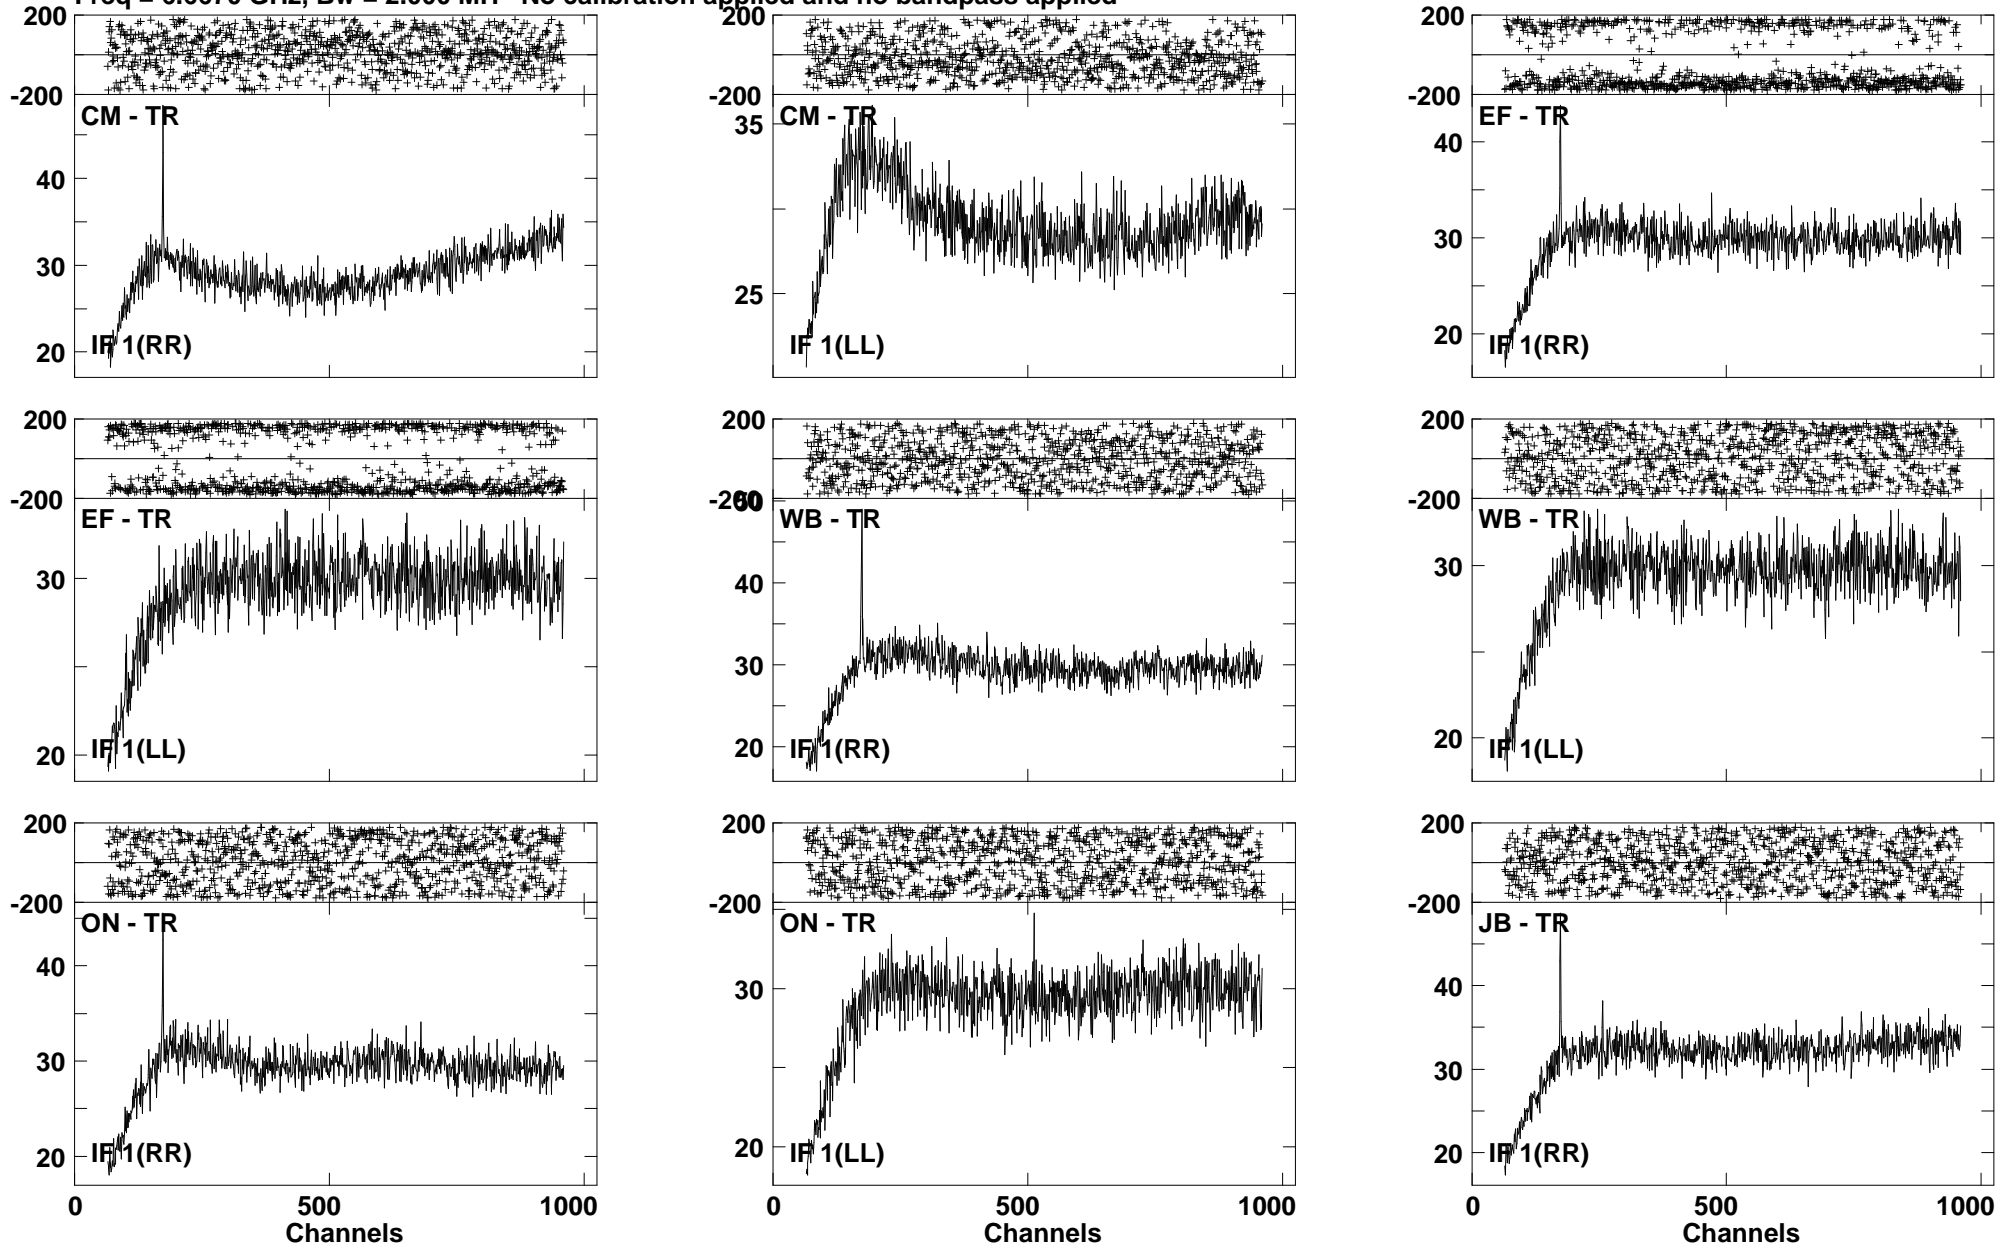 No calibration applied and no bandpass applied
200 200 200
-200 -200 -200
CM - TR CM - TR EF - TR
35
40 40
30 30
25
20 20
IF 1(RR) IF 1(LL) IF 1(RR)
200 200 200
-200 -200 -200
EF - TR WB - TR WB - TR
30 40 30
30
20 20 20
IF 1(LL) IF 1(RR) IF 1(LL)
200 200 200
-200 -200 -200
ON - TR ON - TR JB - TR
40 30 40
30 30
20 20 20
IF 1(RR) IF 1(LL) IF 1(RR)
0 500 1000 0 500 1000 0 500 1000
Channels Channels Channels